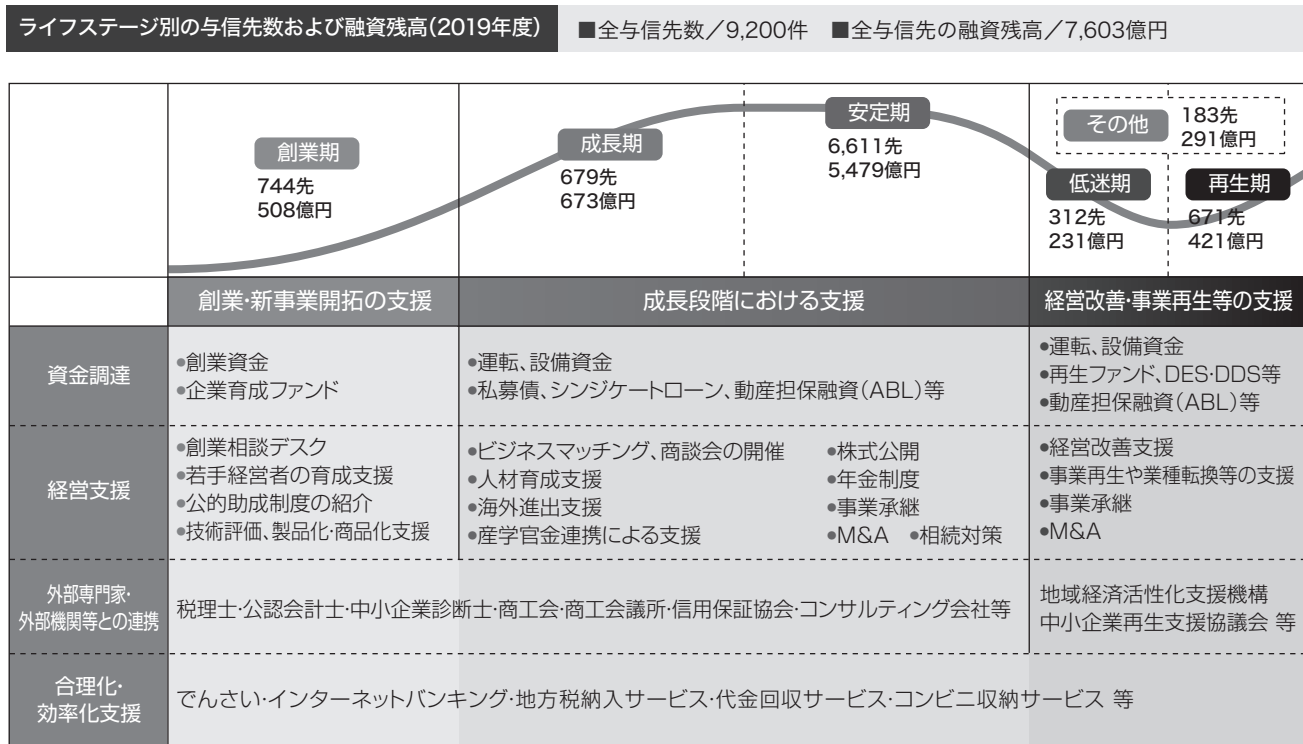 ライフステージ別の与信先数および融資残高(2019年度)
■全与信先数/9,200件 ■全与信先の融資残高/7,603億円
創業期
744先
508億円
成長期
679先
673億円
安定期
6,611先
5,479億円
その他
183先
291億円
低迷期
312先
231億円
再生期
671先
421億円
創業・新事業開拓の支援
成長段階における支援
経営改善・事業再生等の支援
資金調達
●創業資金
●企業育成ファンド
●運転、設備資金
●私募債、シンジケートローン、動産担保融資(ABL)等
●運転、設備資金
●再生ファンド、DES・DDS等
●動産担保融資(ABL)等
経営支援
●創業相談デスク
●若手経営者の育成支援
●公的助成制度の紹介
●技術評価、製品化・商品化支援
●ビジネスマッチング、商談会の開催
●人材育成支援
●海外進出支援
●産学官金連携による支援
●株式公開
●年金制度
●事業承継
●M&A ●相続対策
●経営改善支援
●事業再生や業種転換等の支援
●事業承継
●M&A
外部専門家・
外部機関等との連携
税理士・公認会計士・中小企業診断士・商工会・商工会議所・信用保証協会・コンサルティング会社等
地域経済活性化支援機構
中小企業再生支援協議会 等
合理化・
効率化支援
でんさい・インターネットバンキング・地方税納入サービス・代金回収サービス・コンビニ収納サービス 等